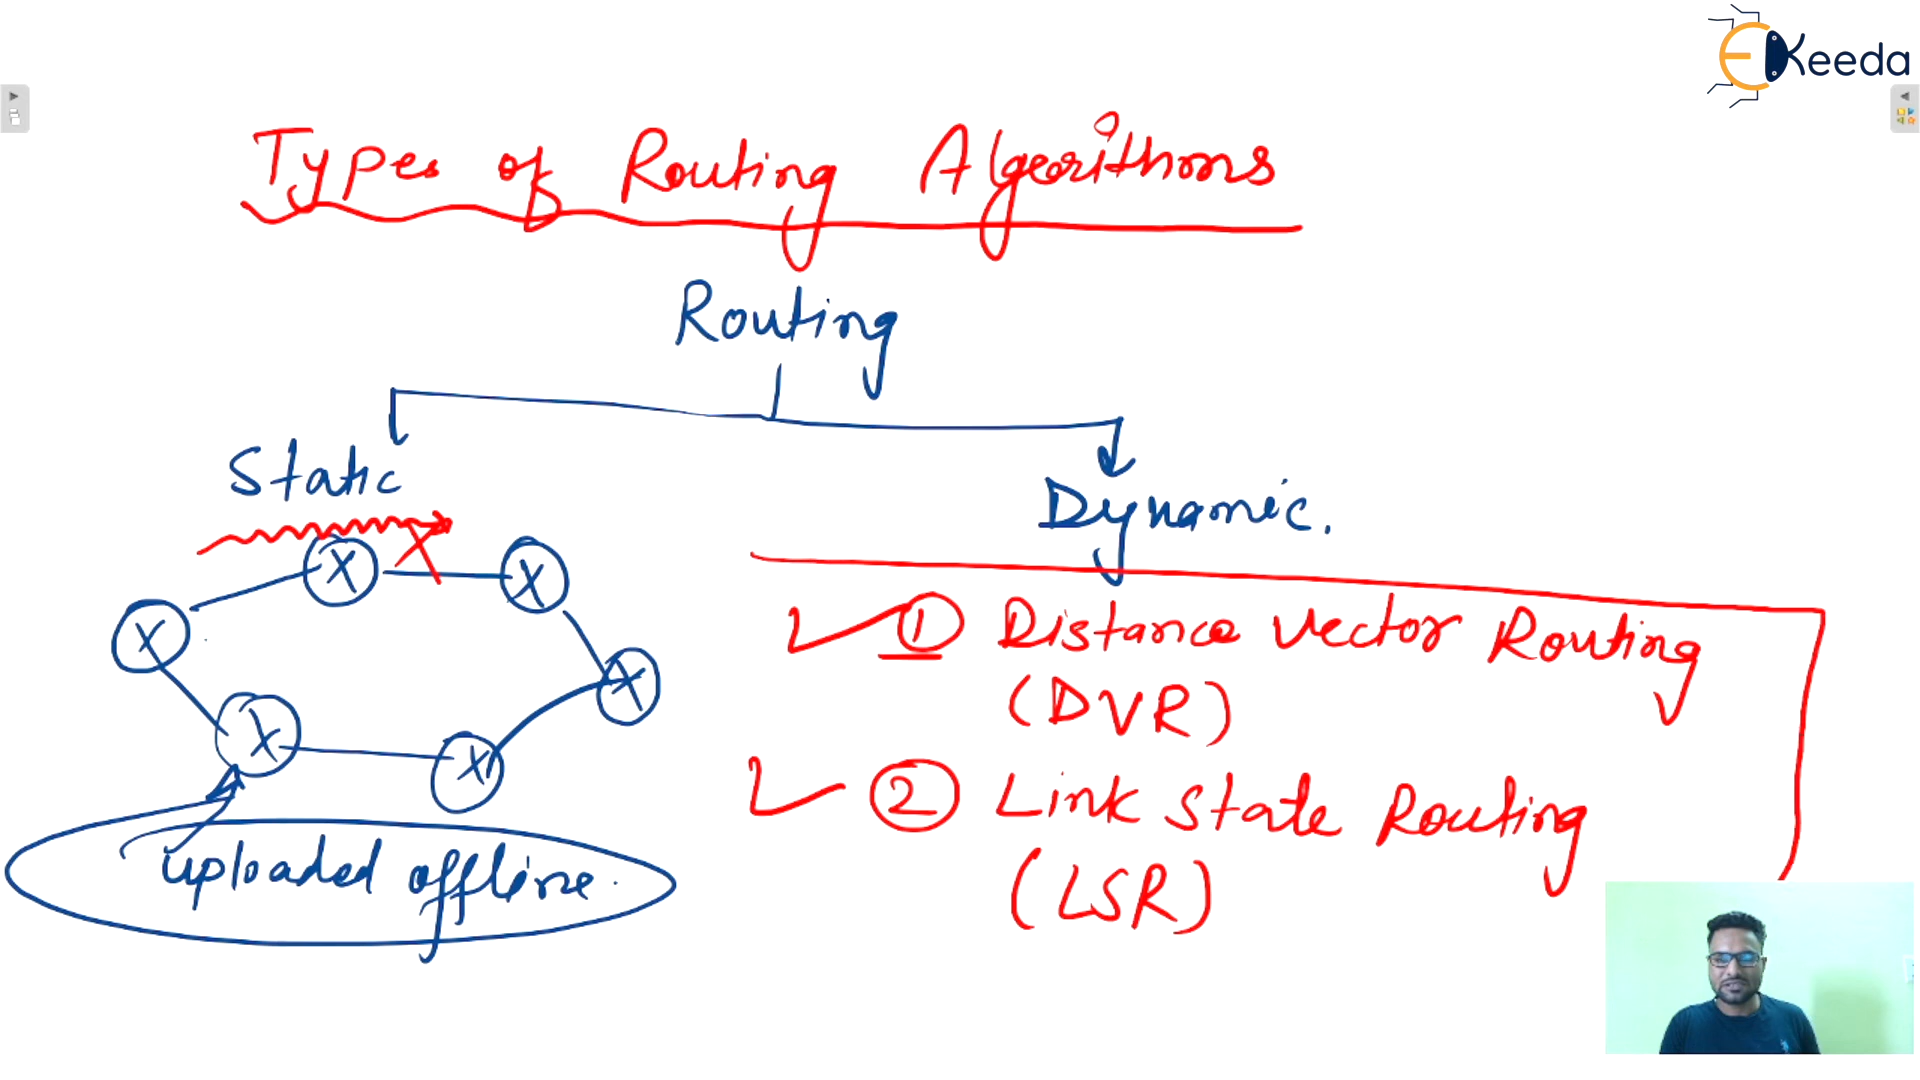 EKeeda
Types of Routing Algorithms
Routing
Static
Dynamic.
X X X X X X X
① Distance Vector Routing
(DVR)
② Link State Routing
(LSR)
uploaded offline.